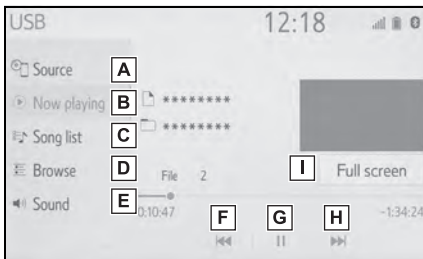 USB 12:18
Source A
Now playing B ********
Song list C ********
Browse D File 2 I Full screen
Sound E
0:10:47 F G H -1:34:24